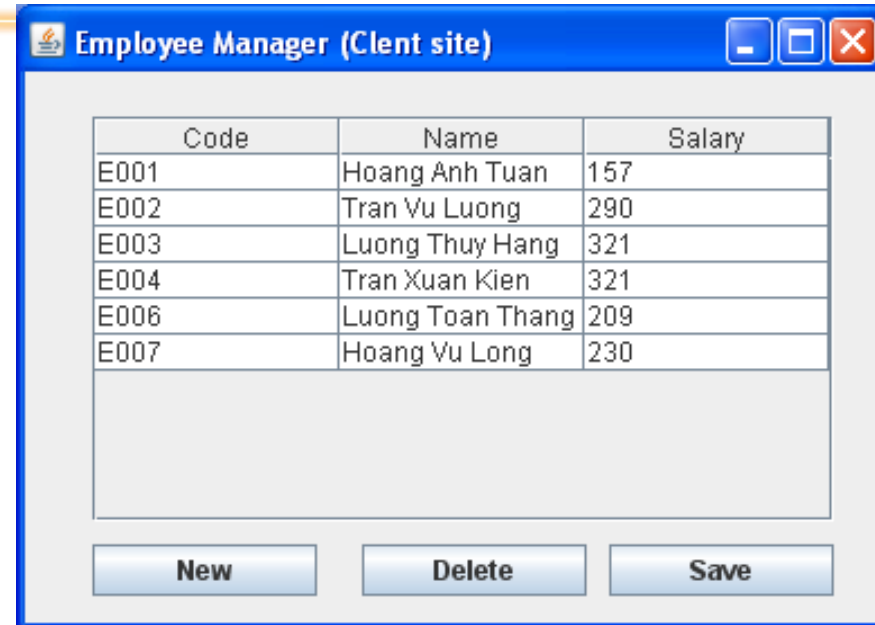 Employee Manager (Clent site)
Code Name Salary
E001 Hoang Anh Tuan 157
E002 Tran Vu Luong 290
E003 Luong Thuy Hang 321
E004 Tran Xuan Kien 321
E006 Luong Toan Thang 209
E007 Hoang Vu Long 230
New Delete Save